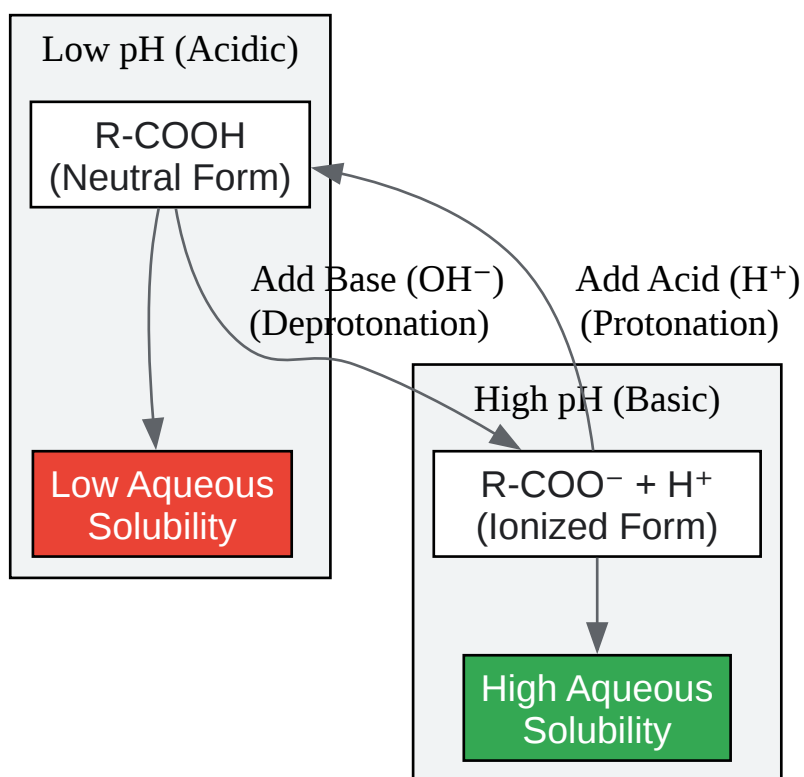 Low pH (Acidic)
R-COOH
(Neutral Form)
Add Base (OH⁻)
(Deprotonation)
Add Acid (H⁺)
(Protonation)
High pH (Basic)
Low Aqueous
Solubility
R-COO⁻ + H⁺
(Ionized Form)
High Aqueous
Solubility